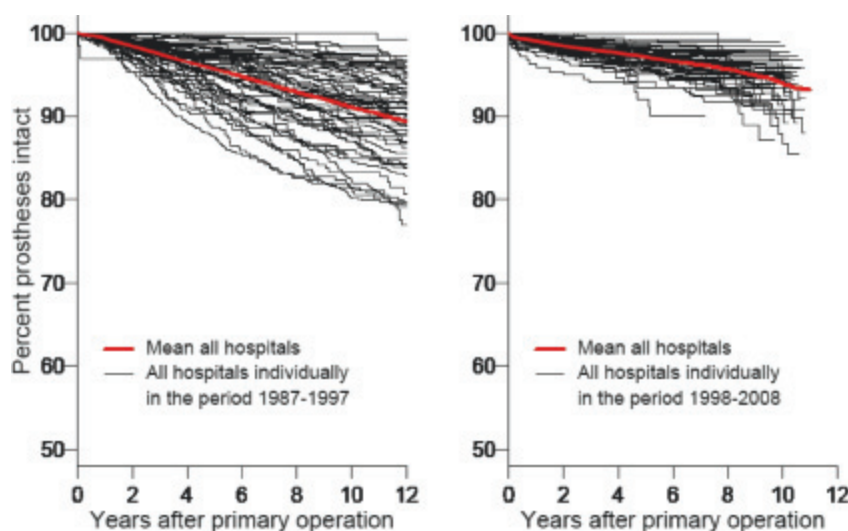 Percent prostheses intact
100
90
80
70
60
50
0 2 4 6 8 10 12
Years after primary operation
Mean all hospitals
All hospitals individually
in the period 1987-1997
100
90
80
70
60
50
0 2 4 6 8 10 12
Years after primary operation
Mean all hospitals
All hospitals individually
in the period 1998-2008